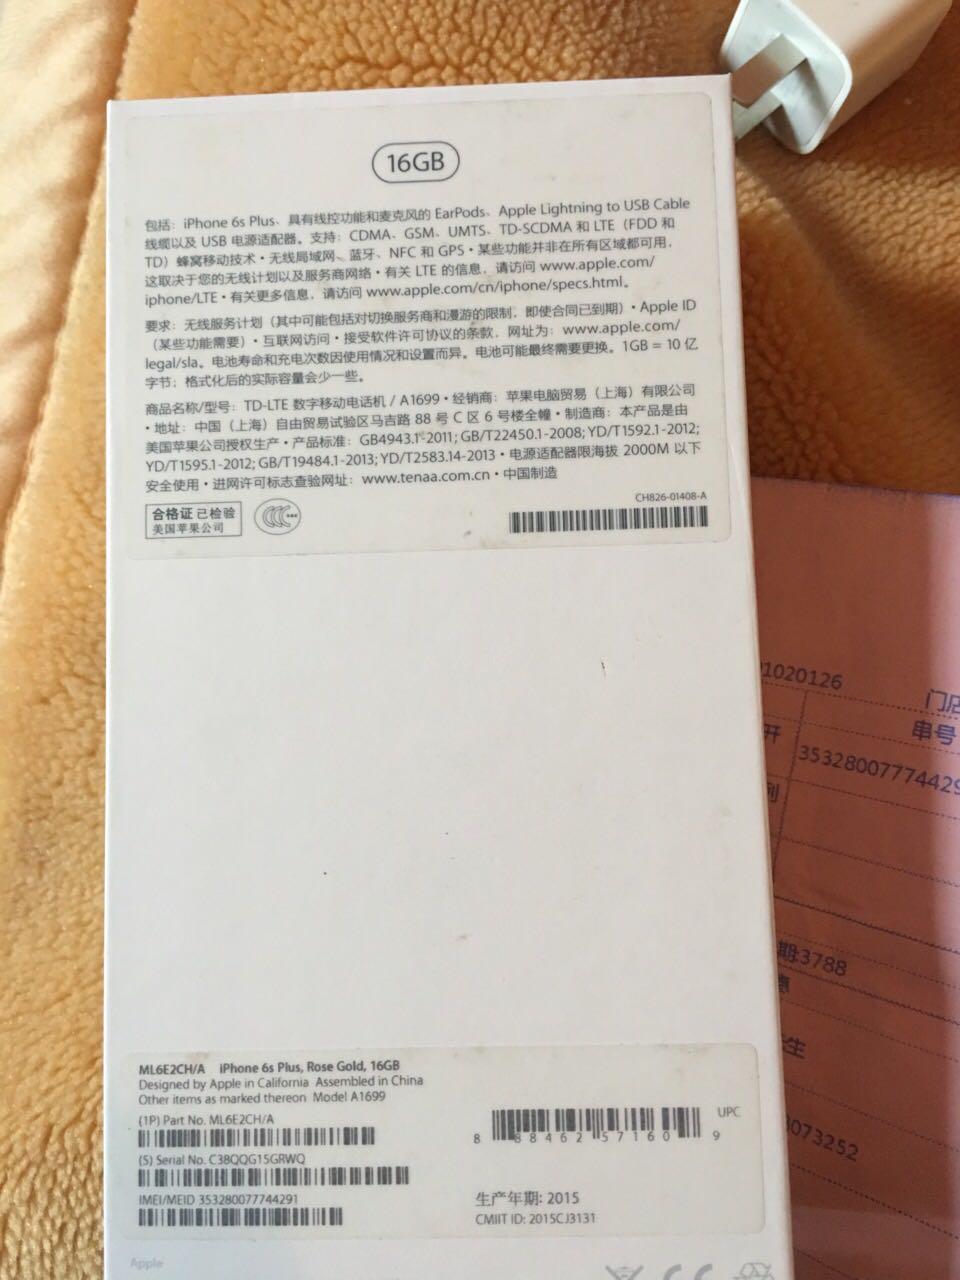 16GB
包括：iPhone 6s Plus、具有线控功能和麦克风的 EarPods、Apple Lightning to USB Cable
线缆以及 USB 电源适配器。支持：CDMA、GSM、UMTS、TD-SCDMA 和 LTE（FDD 和
TD）蜂窝移动技术・无线局域网、蓝牙、NFC 和 GPS・某些功能并非在所有区域都可用，
这取决于您的无线计划以及服务商网络・有关 LTE 的信息，请访问 www.apple.com/
iphone/LTE・有关更多信息，请访问 www.apple.com/cn/iphone/specs.html。
要求：无线服务计划（其中可能包括对切换服务商和漫游的限制，即使合同已到期）・Apple ID
（某些功能需要）・互联网访问・接受软件许可协议的条款，网址为：www.apple.com/
legal/sla。电池寿命和充电次数因使用情况和设置而异。电池可能最终需要更换。1GB = 10 亿
字节；格式化后的实际容量会少一些。
商品名称/型号：TD-LTE 数字移动电话机 / A1699・经销商：苹果电脑贸易（上海）有限公司
・地址：中国（上海）自由贸易试验区马吉路 88 号 C 区 6 号楼全幢・制造商：本产品是由
美国苹果公司授权生产・产品标准：GB4943.1-2011; GB/T22450.1-2008; YD/T1592.1-2012;
YD/T1595.1-2012; GB/T19484.1-2013; YD/T2583.14-2013・电源适配器限海拔 2000M 以下
安全使用・进网许可标志查验网址：www.tenaa.com.cn・中国制造
合格证 已检验
美国苹果公司
CH826-01408-A
01020126
门店
开
串号
35328007774429
列
期:3788
生
3073252
ML6E2CH/A iPhone 6s Plus, Rose Gold, 16GB
Designed by Apple in California Assembled in China
Other items as marked thereon Model A1699
(1P) Part No. ML6E2CH/A
(S) Serial No. C38QQG15GRWQ
IMEI/MEID 353280077744291
UPC
8 88462 57160 9
生产年期: 2015
CMIIT ID: 2015CJ3131
Apple